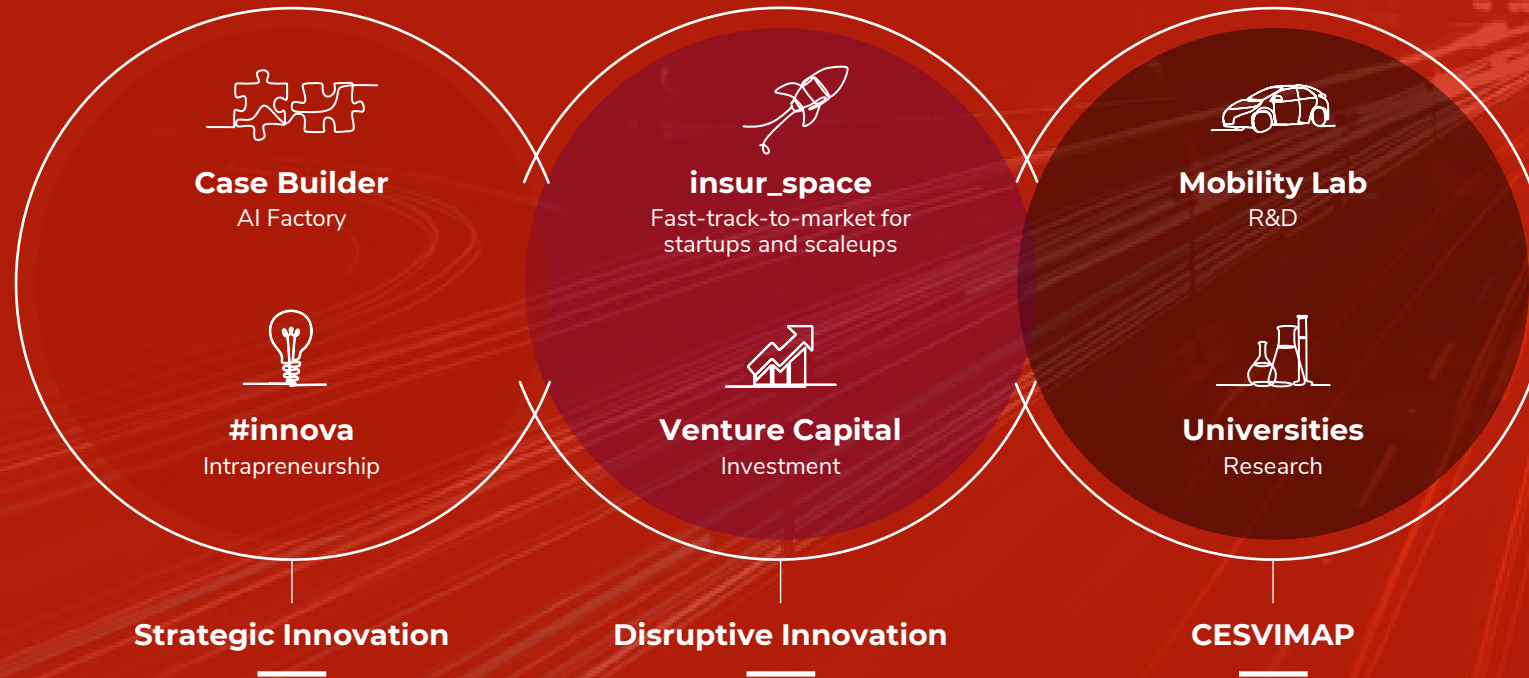 Case Builder
AI Factory
#innova
Intrapreneurship
Strategic Innovation
insur_space
Fast-track-to-market for
startups and scaleups
Venture Capital
Investment
Disruptive Innovation
Mobility Lab
R&D
Universities
Research
CESVIMAP